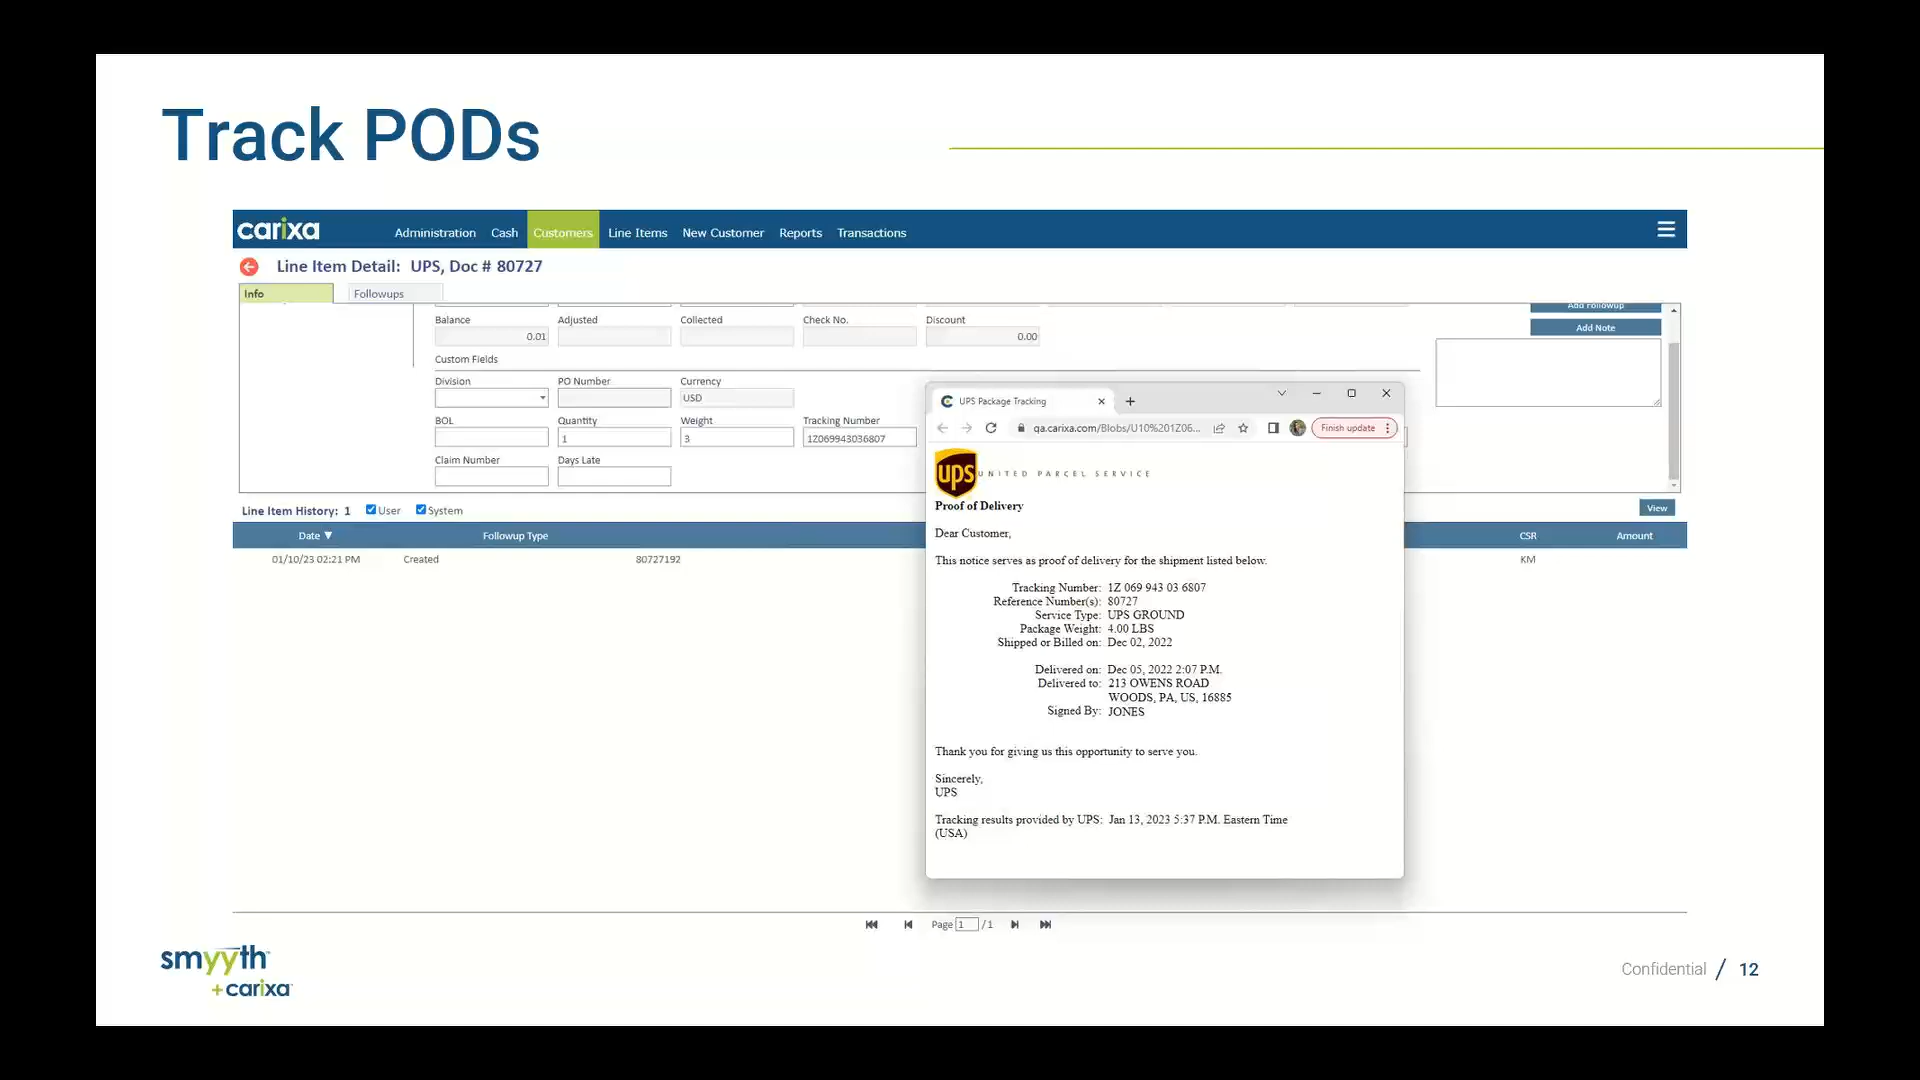 Track PODs
carixa
Administration Cash Customers Line Items New Customer Reports Transactions
Line Item Detail: UPS, Doc # 80727
Info Followups
Add Followup
Balance Adjusted Collected Check No. Discount
Add Note
0.01 0.00
Custom Fields
Division PO Number Currency
USD
BOL Quantity Weight Tracking Number
1 3 1Z069943036807
Claim Number Days Late
Line Item History: 1 User System View
Date ▼ Followup Type CSR Amount
01/10/23 02:21 PM Created 80727192 KM
UPS Package Tracking
qa.carixa.com/Blobs/U10%201Z06... Finish update
ups UNITED PARCEL SERVICE
Proof of Delivery
Dear Customer,
This notice serves as proof of delivery for the shipment listed below.
Tracking Number: 1Z 069 943 03 6807
Reference Number(s): 80727
Service Type: UPS GROUND
Package Weight: 4.00 LBS
Shipped or Billed on: Dec 02, 2022
Delivered on: Dec 05, 2022 2:07 P.M.
Delivered to: 213 OWENS ROAD
WOODS, PA, US, 16885
Signed By: JONES
Thank you for giving us this opportunity to serve you.
Sincerely,
UPS
Tracking results provided by UPS: Jan 13, 2023 5:37 P.M. Eastern Time
(USA)
Page 1 / 1
smyyth
+carixa
Confidential / 12